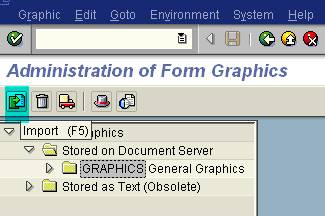 Graphic Edit Goto Environment System Help
Administration of Form Graphics
Import (F5) phics
Stored on Document Server
GRAPHICS General Graphics
Stored as Text (Obsolete)